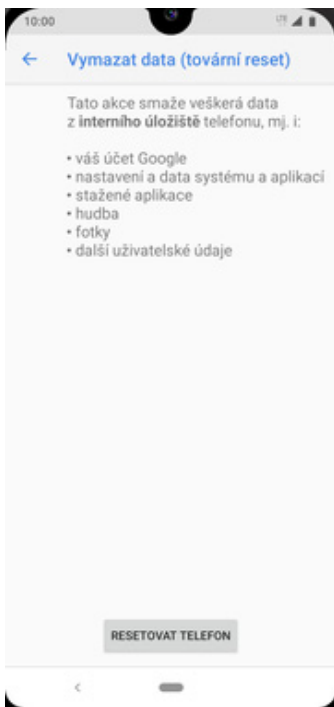 10:00
LTE
Vymazat data (tovární reset)
Tato akce smaže veškerá data
z interního úložiště telefonu, mj. i:
• váš účet Google
• nastavení a data systému a aplikací
• stažené aplikace
• hudba
• fotky
• další uživatelské údaje
RESETOVAT TELEFON